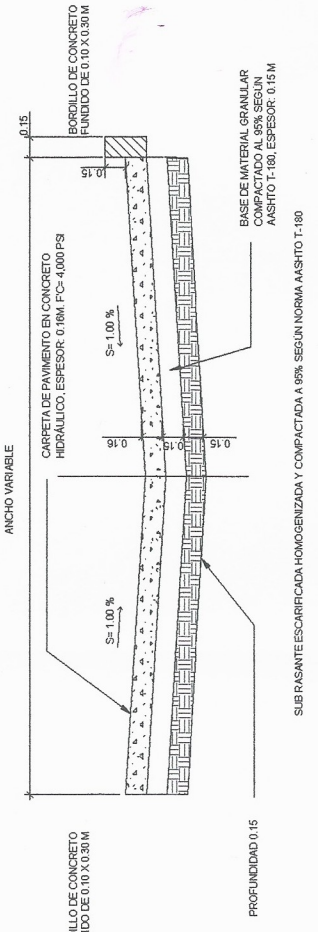 ANCHO VARIABLE
0.15
BORDILLO DE CONCRETO
FUNDIDO DE 0.10 X 0.30 M
CARPETA DE PAVIMENTO EN CONCRETO
HIDRÁULICO, ESPESOR: 0.16M. F'C= 4,000 PSI
0.15
S= 1.00 %
S= 1.00 %
0.16
0.15
0.15
DE CONCRETO
DE 0.10 X 0.30 M
BASE DE MATERIAL GRANULAR
COMPACTADO AL 95% SEGÚN
AASHTO T-180, ESPESOR: 0.15 M
PROFUNDIDAD 0.15
SUB RASANTE ESCARIFICADA HOMOGENIZADA Y COMPACTADA A 95% SEGÚN NORMA AASHTO T-180